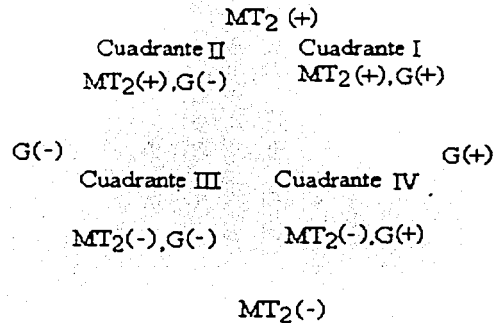 MT2 (+)
Cuadrante II Cuadrante I
MT2(+),G(-) MT2(+),G(+)
G(-) G(+)
Cuadrante III Cuadrante IV
MT2(-),G(-) MT2(-),G(+)
MT2(-)